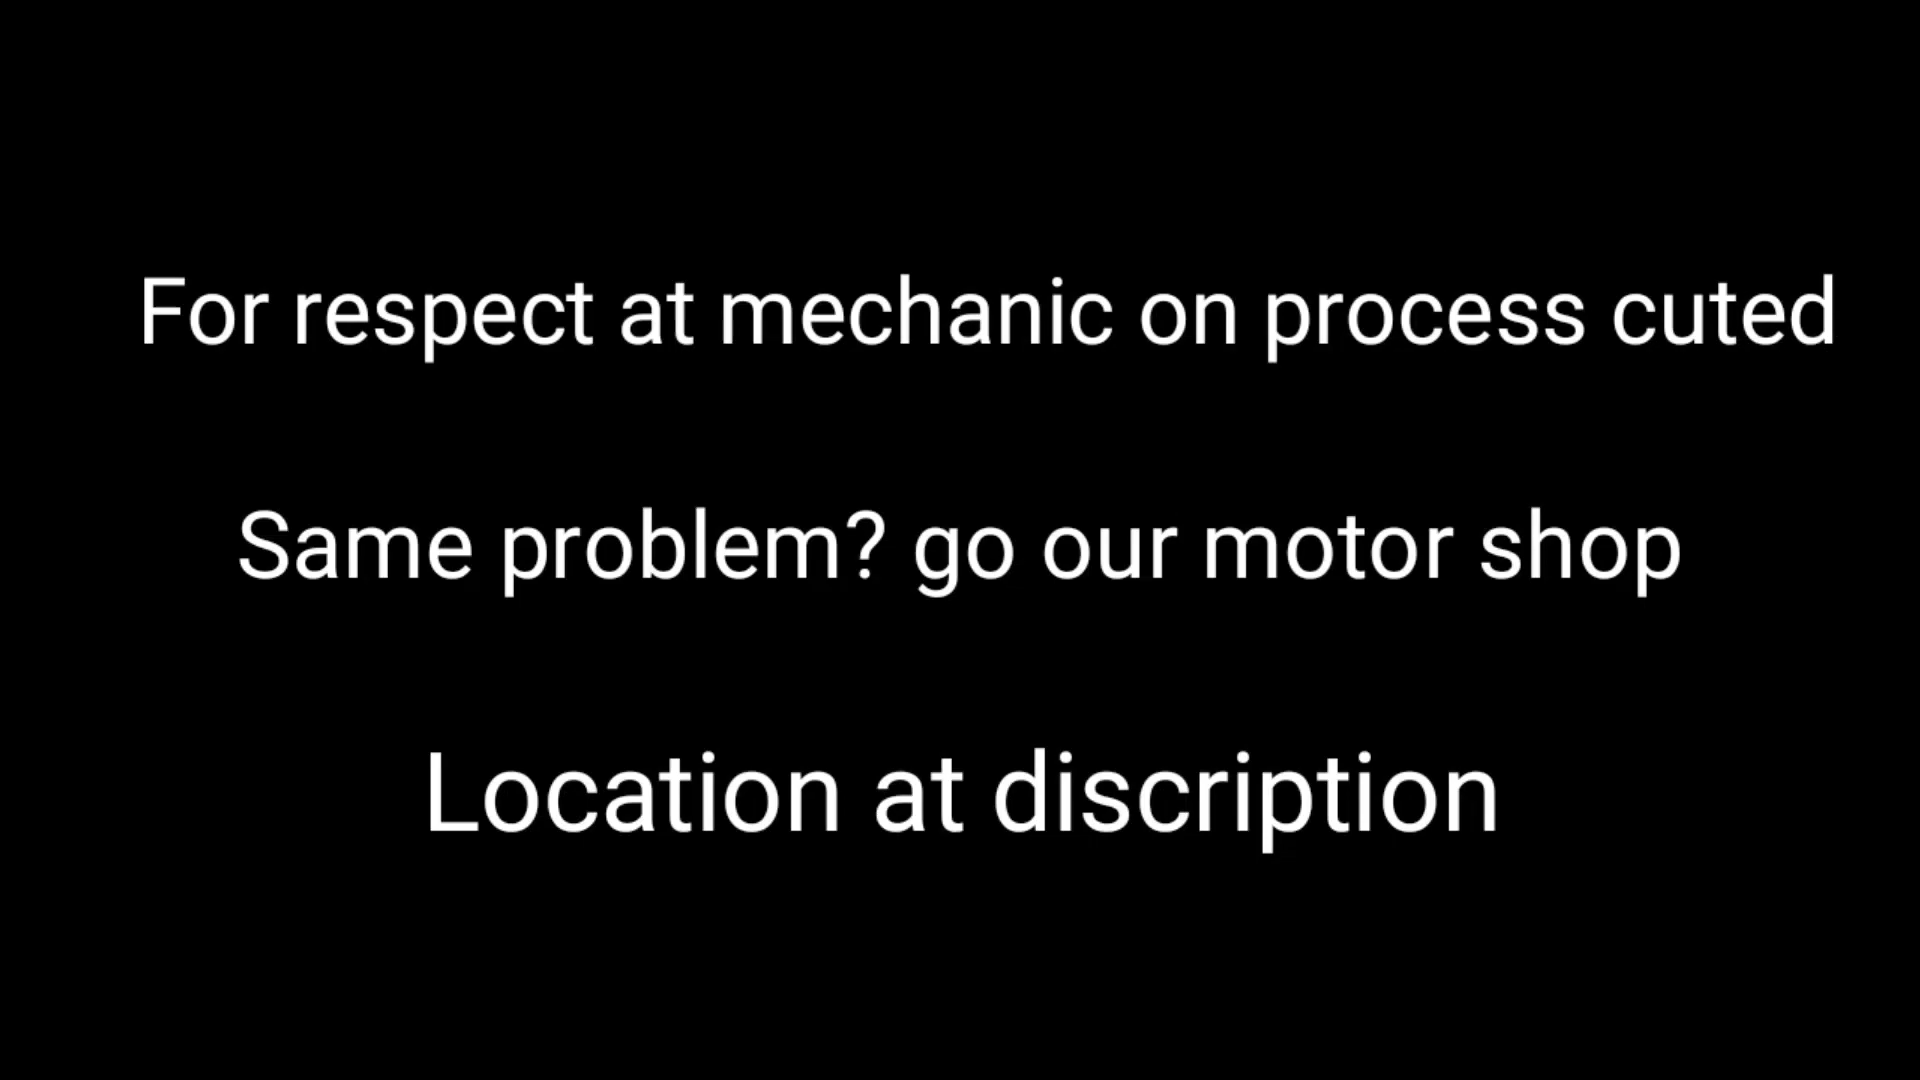 For respect at mechanic on process cuted
Same problem? go our motor shop
Location at discription